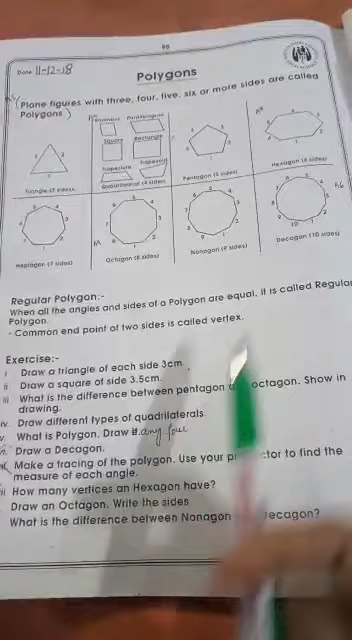 98
Date: 11-12-18
Polygons
Plane figures with three, four, five, six or more sides are called
Polygons.
Rhombus Parallelogram
Square Rectangle
Trapezium Trapezoid
Triangle (3 sides)
Quadrilateral (4 sides)
Pentagon (5 sides)
Hexagon (6 sides)
Heptagon (7 sides)
Octagon (8 sides)
Nonagon (9 sides)
Decagon (10 sides)
Regular Polygon:-
When all the angles and sides of a Polygon are equal, it is called Regular
Polygon.
- Common end point of two sides is called vertex.
Exercise:-
i Draw a triangle of each side 3cm.
ii Draw a square of side 3.5cm.
iii What is the difference between pentagon octagon. Show in
drawing.
iv. Draw different types of quadrilaterals.
v. What is Polygon. Draw it. any four
Draw a Decagon.
Make a tracing of the polygon. Use your to find the
measure of each angle.
How many vertices an Hexagon have?
Draw an Octagon. Write the sides
What is the difference between Nonagon Decagon?